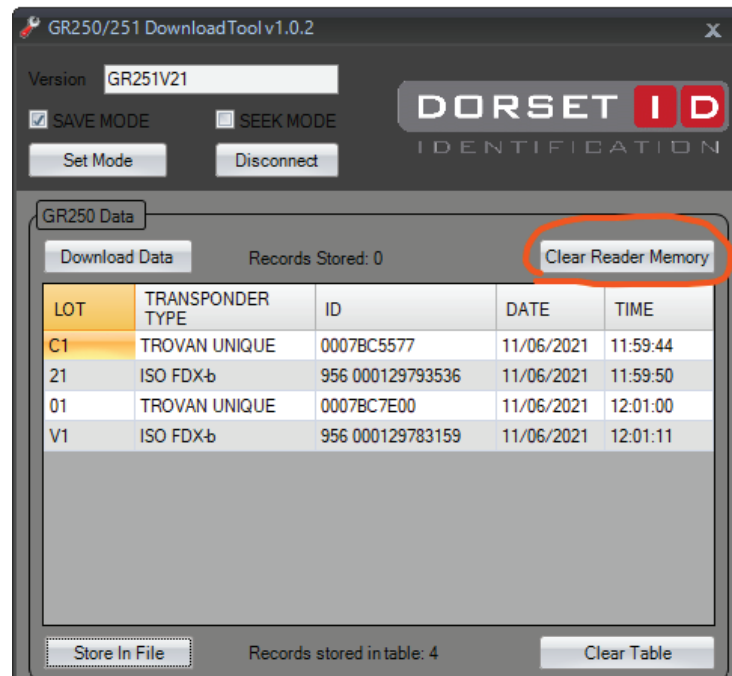 GR250/251 DownloadTool v1.0.2 x
Version GR251V21
SAVE MODE SEEK MODE
DORSET ID
IDENTIFICATION
Set Mode Disconnect
GR250 Data
Download Data Records Stored: 0 Clear Reader Memory
LOT TRANSPONDER TYPE ID DATE TIME
C1 TROVAN UNIQUE 0007BC5577 11/06/2021 11:59:44
21 ISO FDX-b 956 000129793536 11/06/2021 11:59:50
01 TROVAN UNIQUE 0007BC7E00 11/06/2021 12:01:00
V1 ISO FDX-b 956 000129783159 11/06/2021 12:01:11
Store In File Records stored in table: 4 Clear Table